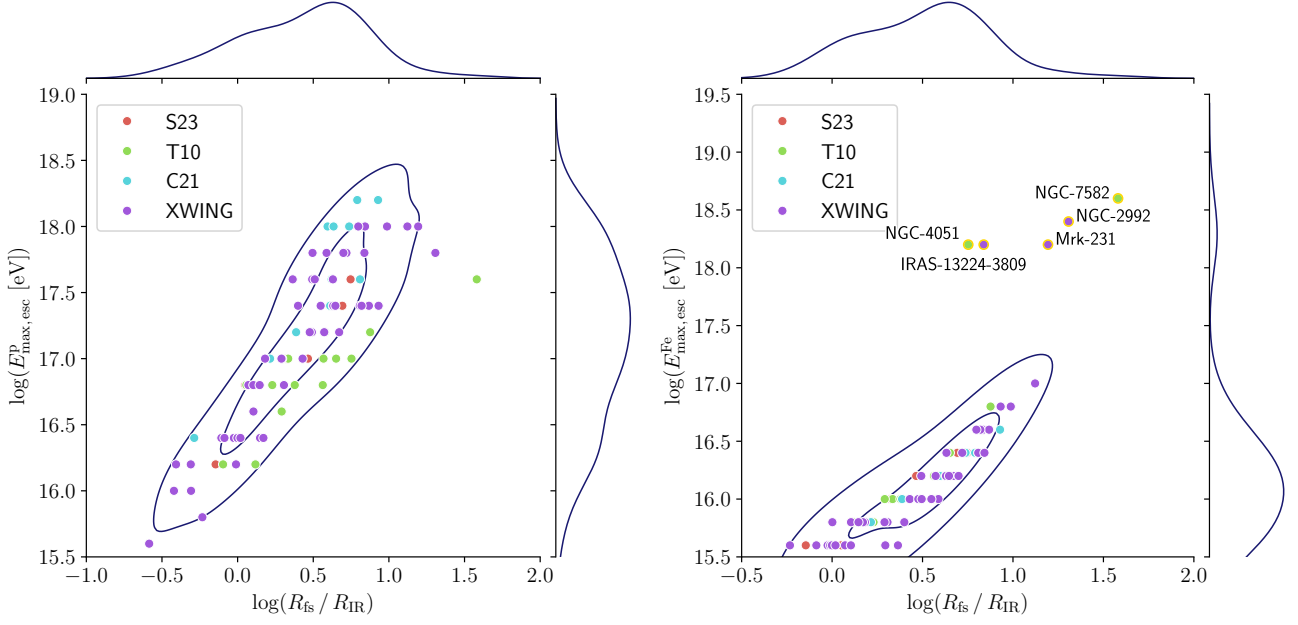 19.0
18.5
18.0
17.5
17.0
16.5
16.0
15.5
log(E^p_max,esc [eV])
S23
T10
C21
XWING
−1.0 −0.5 0.0 0.5 1.0 1.5 2.0
log(R_fs / R_IR)
19.5
19.0
18.5
18.0
17.5
17.0
16.5
16.0
15.5
log(E^Fe_max,esc [eV])
S23
T10
C21
XWING
NGC-7582
NGC-2992
NGC-4051
Mrk-231
IRAS-13224-3809
−0.5 0.0 0.5 1.0 1.5 2.0
log(R_fs / R_IR)